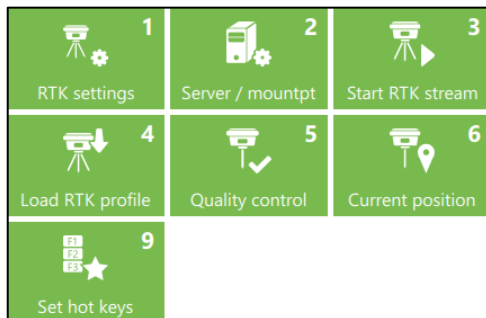 1
RTK settings
2
Server / mountpt
3
Start RTK stream
4
Load RTK profile
5
Quality control
6
Current position
9
F1
F2
F3
Set hot keys